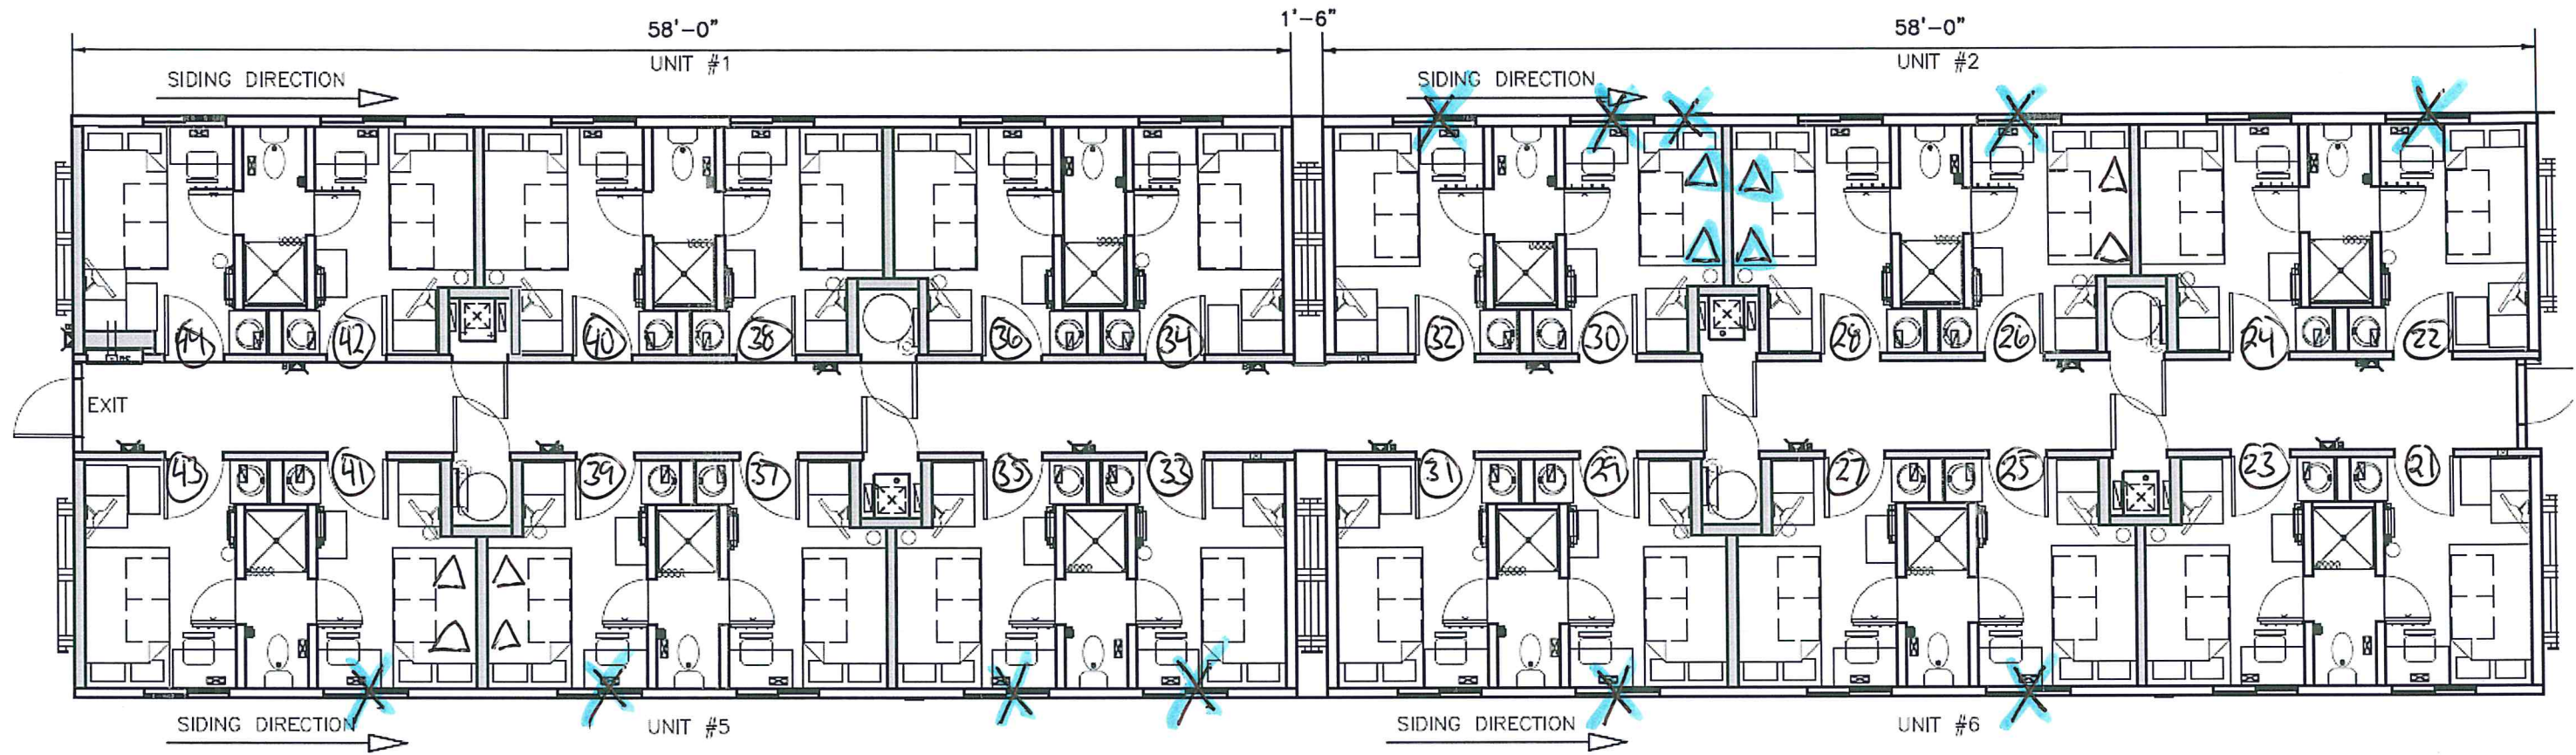 58'-0" 1'-6" 58'-0"
UNIT #1 UNIT #2
SIDING DIRECTION SIDING DIRECTION
44 42 40 38 36 34 32 30 28 26 24 22
EXIT
43 41 39 37 35 33 31 29 27 25 23 21
SIDING DIRECTION UNIT #5 SIDING DIRECTION UNIT #6